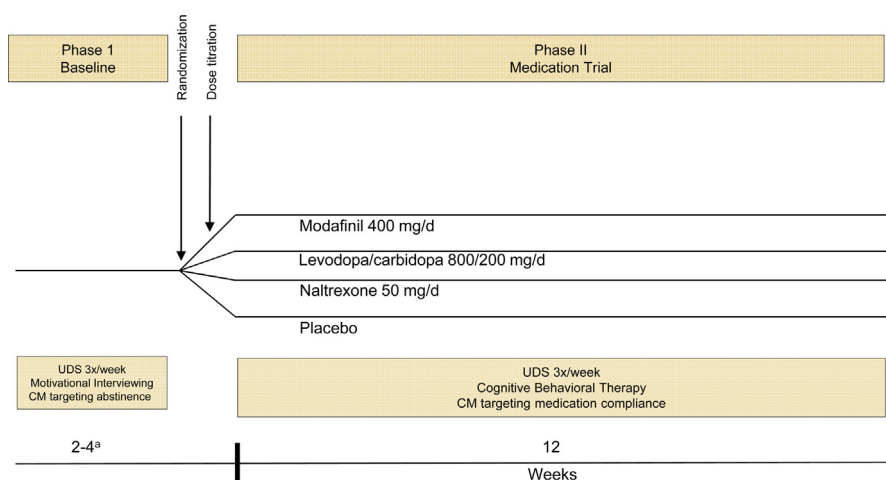 Phase 1
Baseline
Randomization
Dose titration
Phase II
Medication Trial
Modafinil 400 mg/d
Levodopa/carbidopa 800/200 mg/d
Naltrexone 50 mg/d
Placebo
UDS 3x/week
Motivational Interviewing
CM targeting abstinence
UDS 3x/week
Cognitive Behavioral Therapy
CM targeting medication compliance
2-4ª
12
Weeks